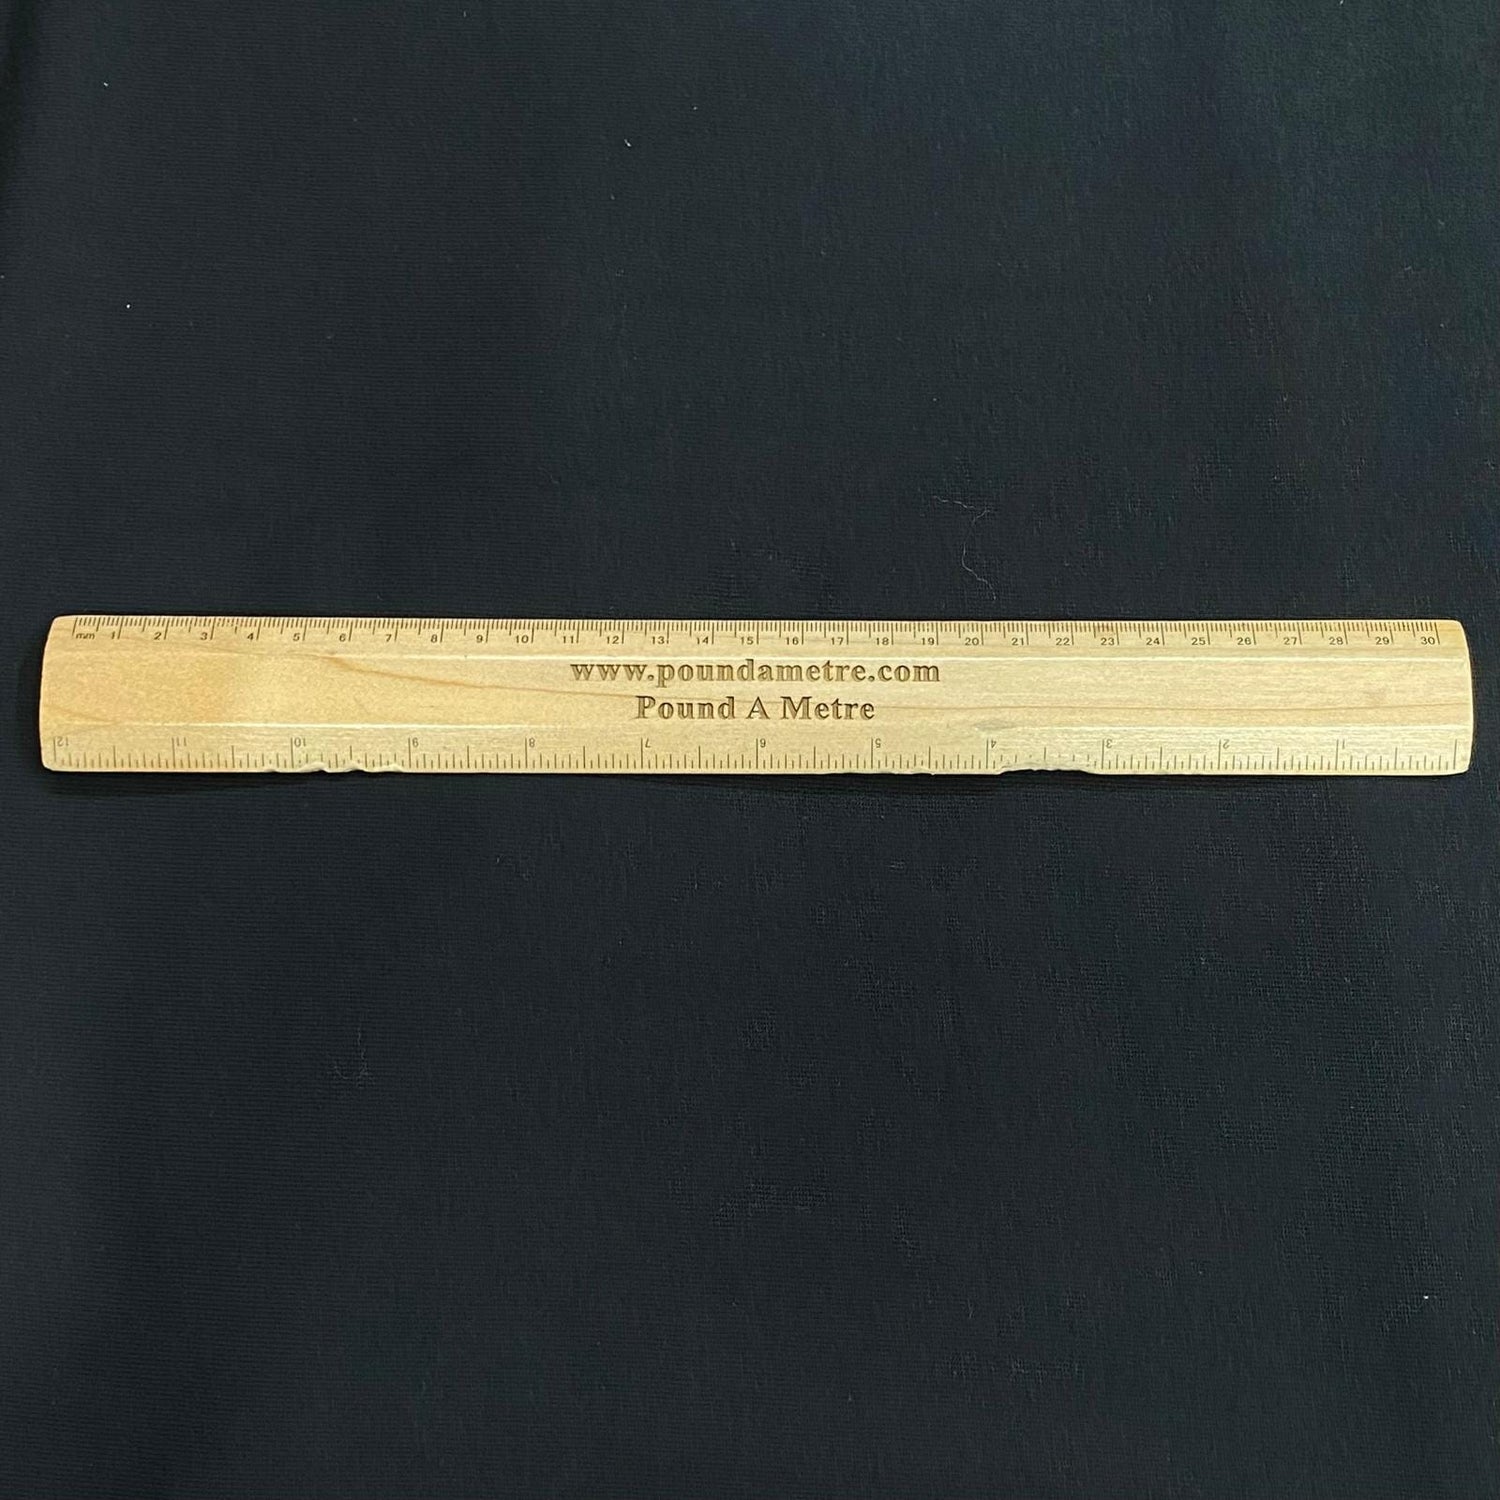 mm 1 2 3 4 5 6 7 8 9 10 11 12 13 14 15 16 17 18 19 20 21 22 23 24 25 26 27 28 29 30
www.poundametre.com
Pound A Metre
12 11 10 9 8 7 6 5 4 3 2 1